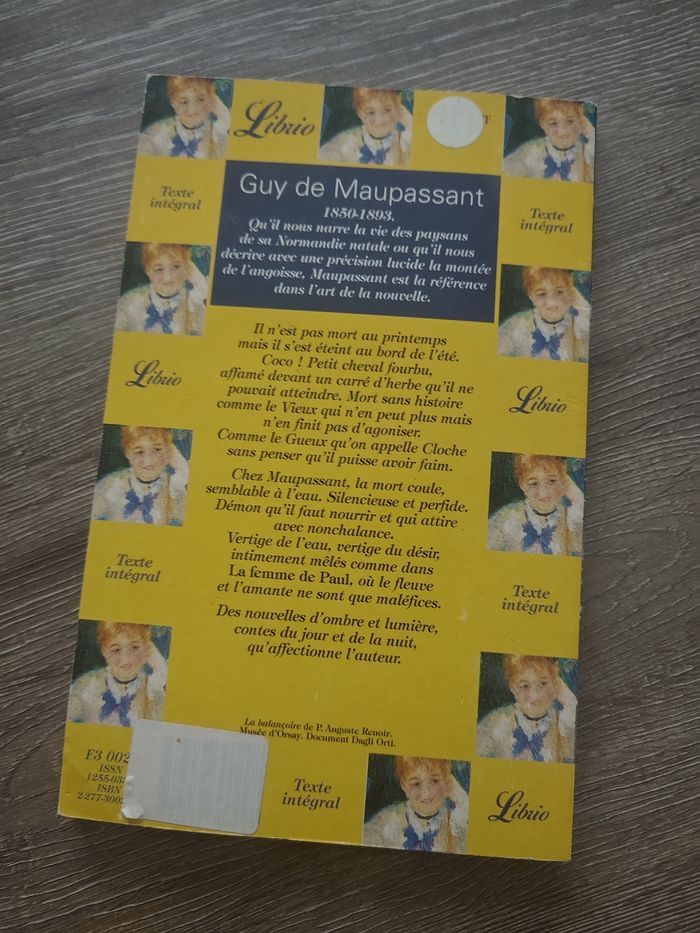 Librio
F
Texte
intégral
Texte
intégral
Guy de Maupassant
1850-1893.
Qu'il nous narre la vie des paysans
de sa Normandie natale ou qu'il nous
décrive avec une précision lucide la montée
de l'angoisse, Maupassant est la référence
dans l'art de la nouvelle.
Il n'est pas mort au printemps
mais il s'est éteint au bord de l'été.
Coco ! Petit cheval fourbu,
affamé devant un carré d'herbe qu'il ne
pouvait atteindre. Mort sans histoire
comme le Vieux qui n'en peut plus mais
n'en finit pas d'agoniser.
Comme le Gueux qu'on appelle Cloche
sans penser qu'il puisse avoir faim.
Librio
Librio
Chez Maupassant, la mort coule,
semblable à l'eau. Silencieuse et perfide.
Démon qu'il faut nourrir et qui attire
avec nonchalance.
Vertige de l'eau, vertige du désir,
intimement mêlés comme dans
La femme de Paul, où le fleuve
et l'amante ne sont que maléfices.
Texte
intégral
Texte
intégral
Des nouvelles d'ombre et lumière,
contes du jour et de la nuit,
qu'affectionne l'auteur.
La balançoire de P. Auguste Renoir.
Musée d'Orsay. Document Dagli Orti.
F3 002
ISSN
1255-03
ISBN
2-277-300
Texte
intégral
Librio